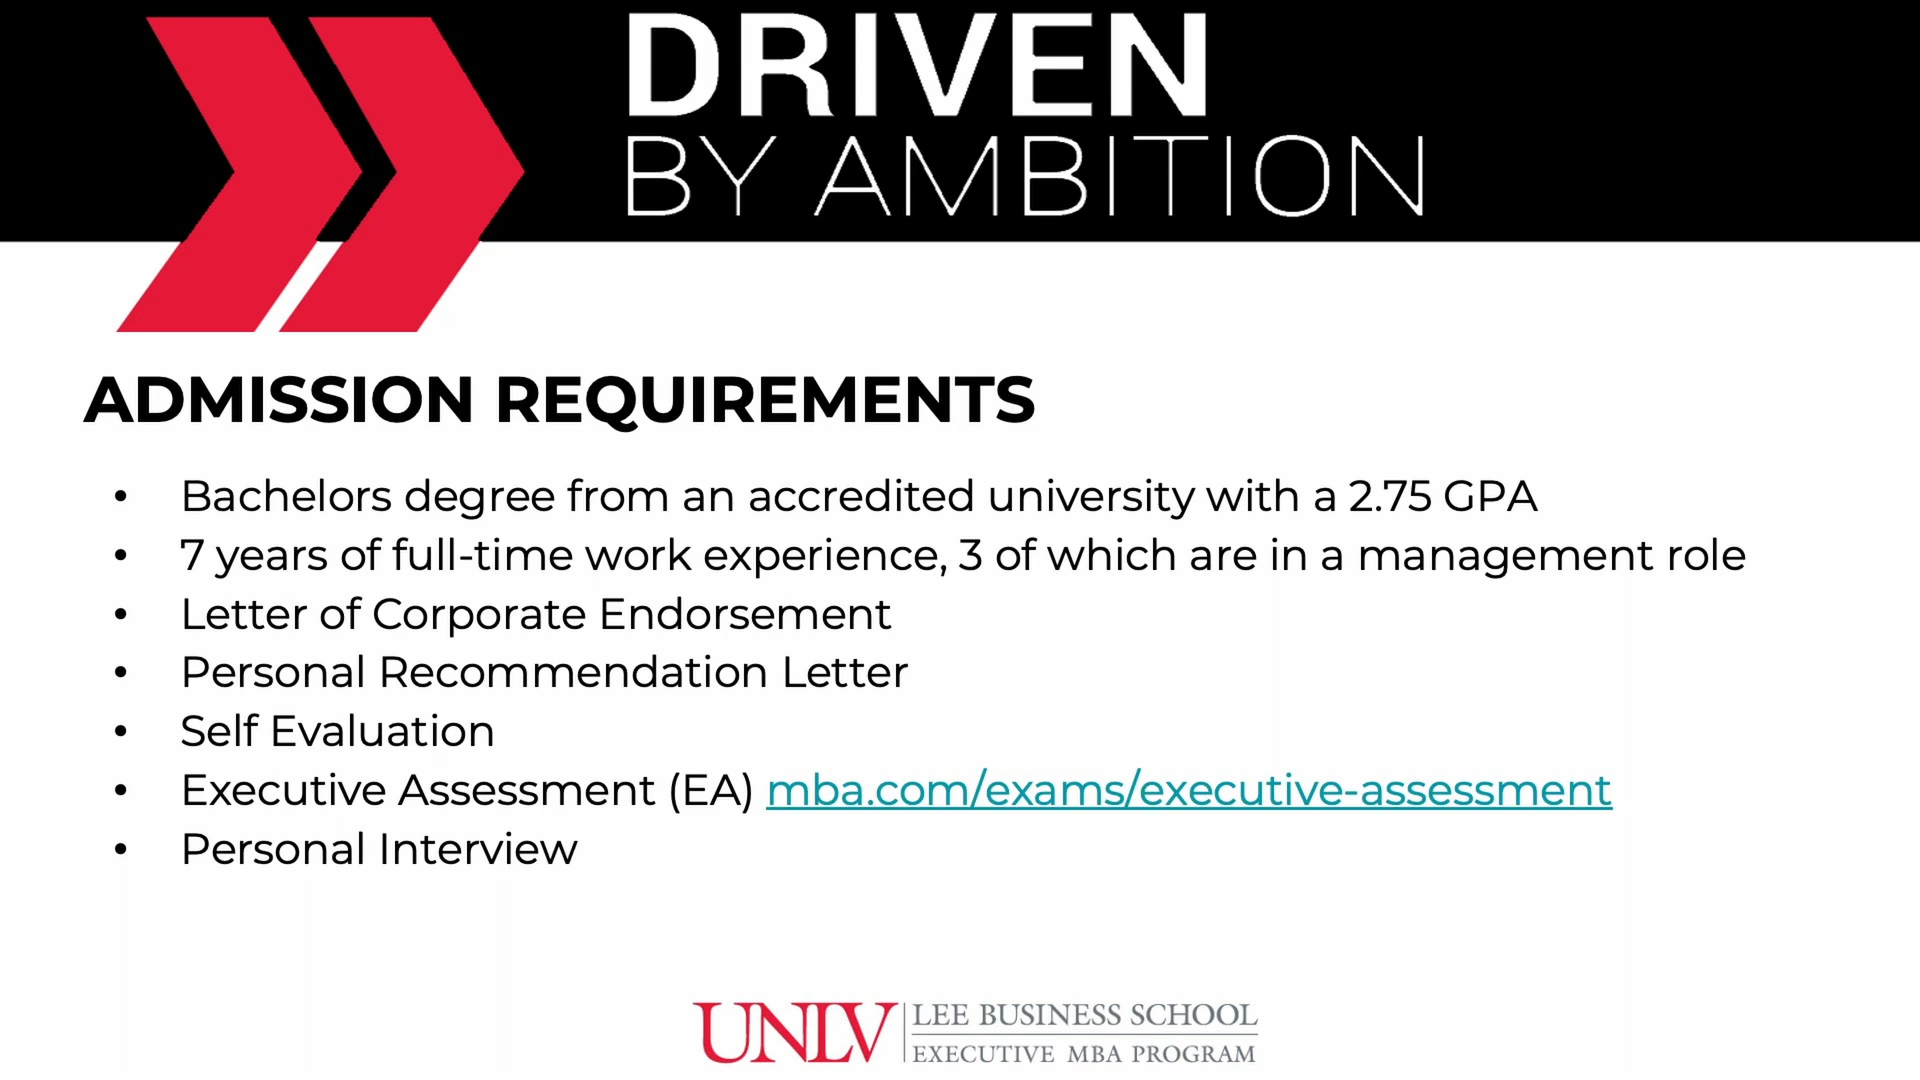 DRIVEN
BY AMBITION
ADMISSION REQUIREMENTS
• Bachelors degree from an accredited university with a 2.75 GPA
• 7 years of full-time work experience, 3 of which are in a management role
• Letter of Corporate Endorsement
• Personal Recommendation Letter
• Self Evaluation
• Executive Assessment (EA) mba.com/exams/executive-assessment
• Personal Interview
UNLV
LEE BUSINESS SCHOOL
EXECUTIVE MBA PROGRAM